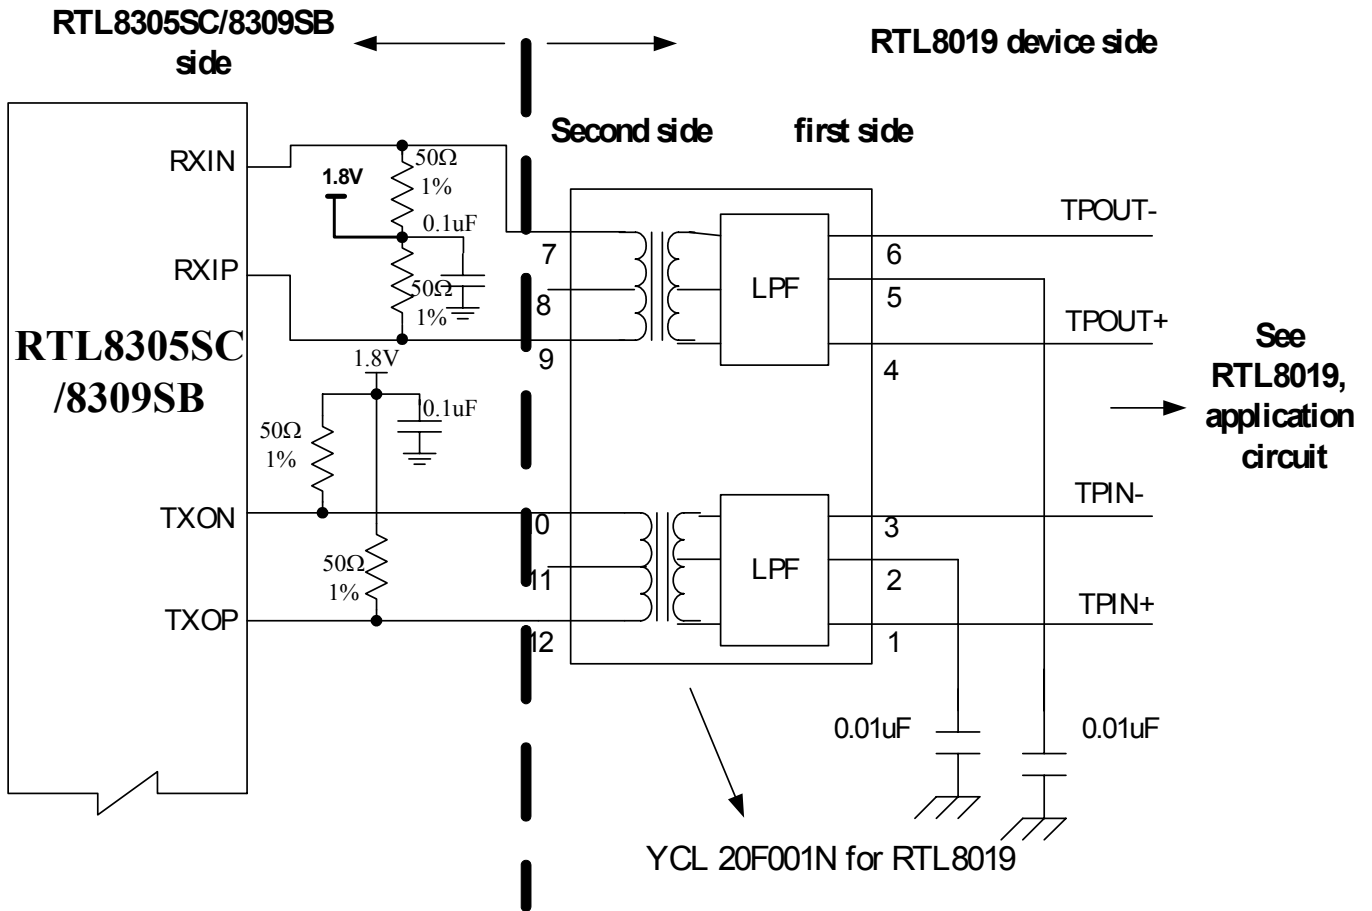 RTL8305SC/8309SB
side
RTL8019 device side
Second side
first side
RXIN
50Ω
1%
1.8V
0.1uF
TPOUT-
7
6
RXIP
50Ω
1%
8
LPF
5
TPOUT+
RTL8305SC
/8309SB
9
4
See
RTL8019,
application
circuit
1.8V
0.1uF
50Ω
1%
TPIN-
TXON
10
3
50Ω
1%
11
LPF
2
TPIN+
TXOP
12
1
0.01uF
0.01uF
YCL 20F001N for RTL8019